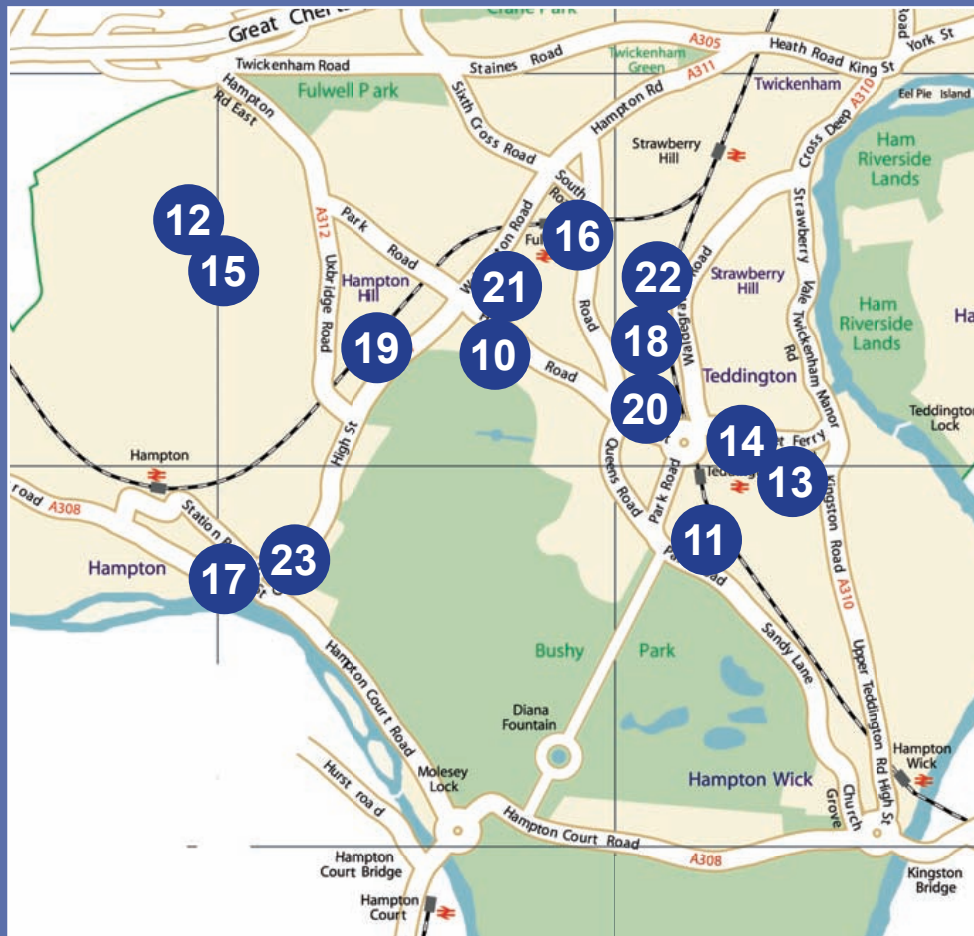 Great Chert
Crane Park
Road
York St
A305
Heath Road King St
Twickenham Road
Staines Road
Twickenham
Green
A311
Hampton
Rd East
Fulwell Park
Sixth Cross Road
Hampton Rd
Twickenham
A310
Eel Pie Island
Cross Deep
Strawberry
Hill
Ham
Riverside
Lands
South
Road
12
Park Road
A312
16
15
Uxbridge Road
Hampton
Hill
21
Road
22
Strawberry
Hill
Strawberry Vale Twickenham Manor
Rd
Ham
Riverside
Lands
Ha
19
10
Road
18
Teddington
20
Teddington
Lock
High St
14
Ferry
Hampton
Queens Road
Park Road
13
A308
road
Station
11
Kingston Road
Hampton
17
23
St
Road
A310
Bushy Park
Sandy Lane
Upper Teddington Rd High St
Hampton Court Road
Diana
Fountain
Hampton
Wick
Hurst road
Molesey
Lock
Hampton Wick
Church
Grove
Hampton Court Road
A308
Hampton
Court Bridge
Kingston
Bridge
Hampton
Court